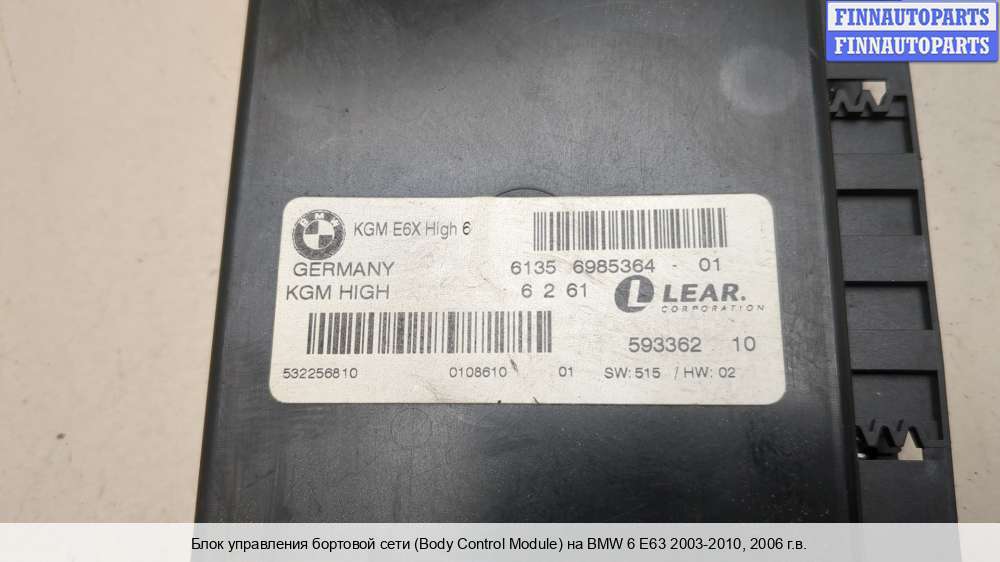 FINNAUTOPARTS
FINNAUTOPARTS
BMW
KGM E6X High 6
GERMANY
6135 6985364 - 01
KGM HIGH
6 2 61
LEAR.
CORPORATION
593362 10
532256810 0108610 01 SW: 515 / HW: 02
Блок управления бортовой сети (Body Control Module) на BMW 6 E63 2003-2010, 2006 г.в.